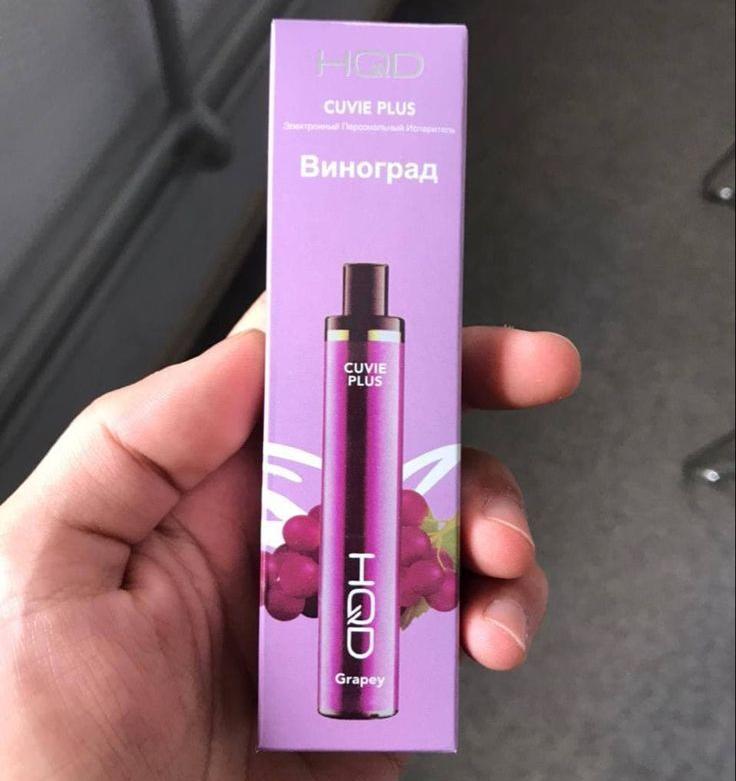 HQD
CUVIE PLUS
Электронный Персональный Испаритель
Виноград
CUVIE
PLUS
HQD
Grapey